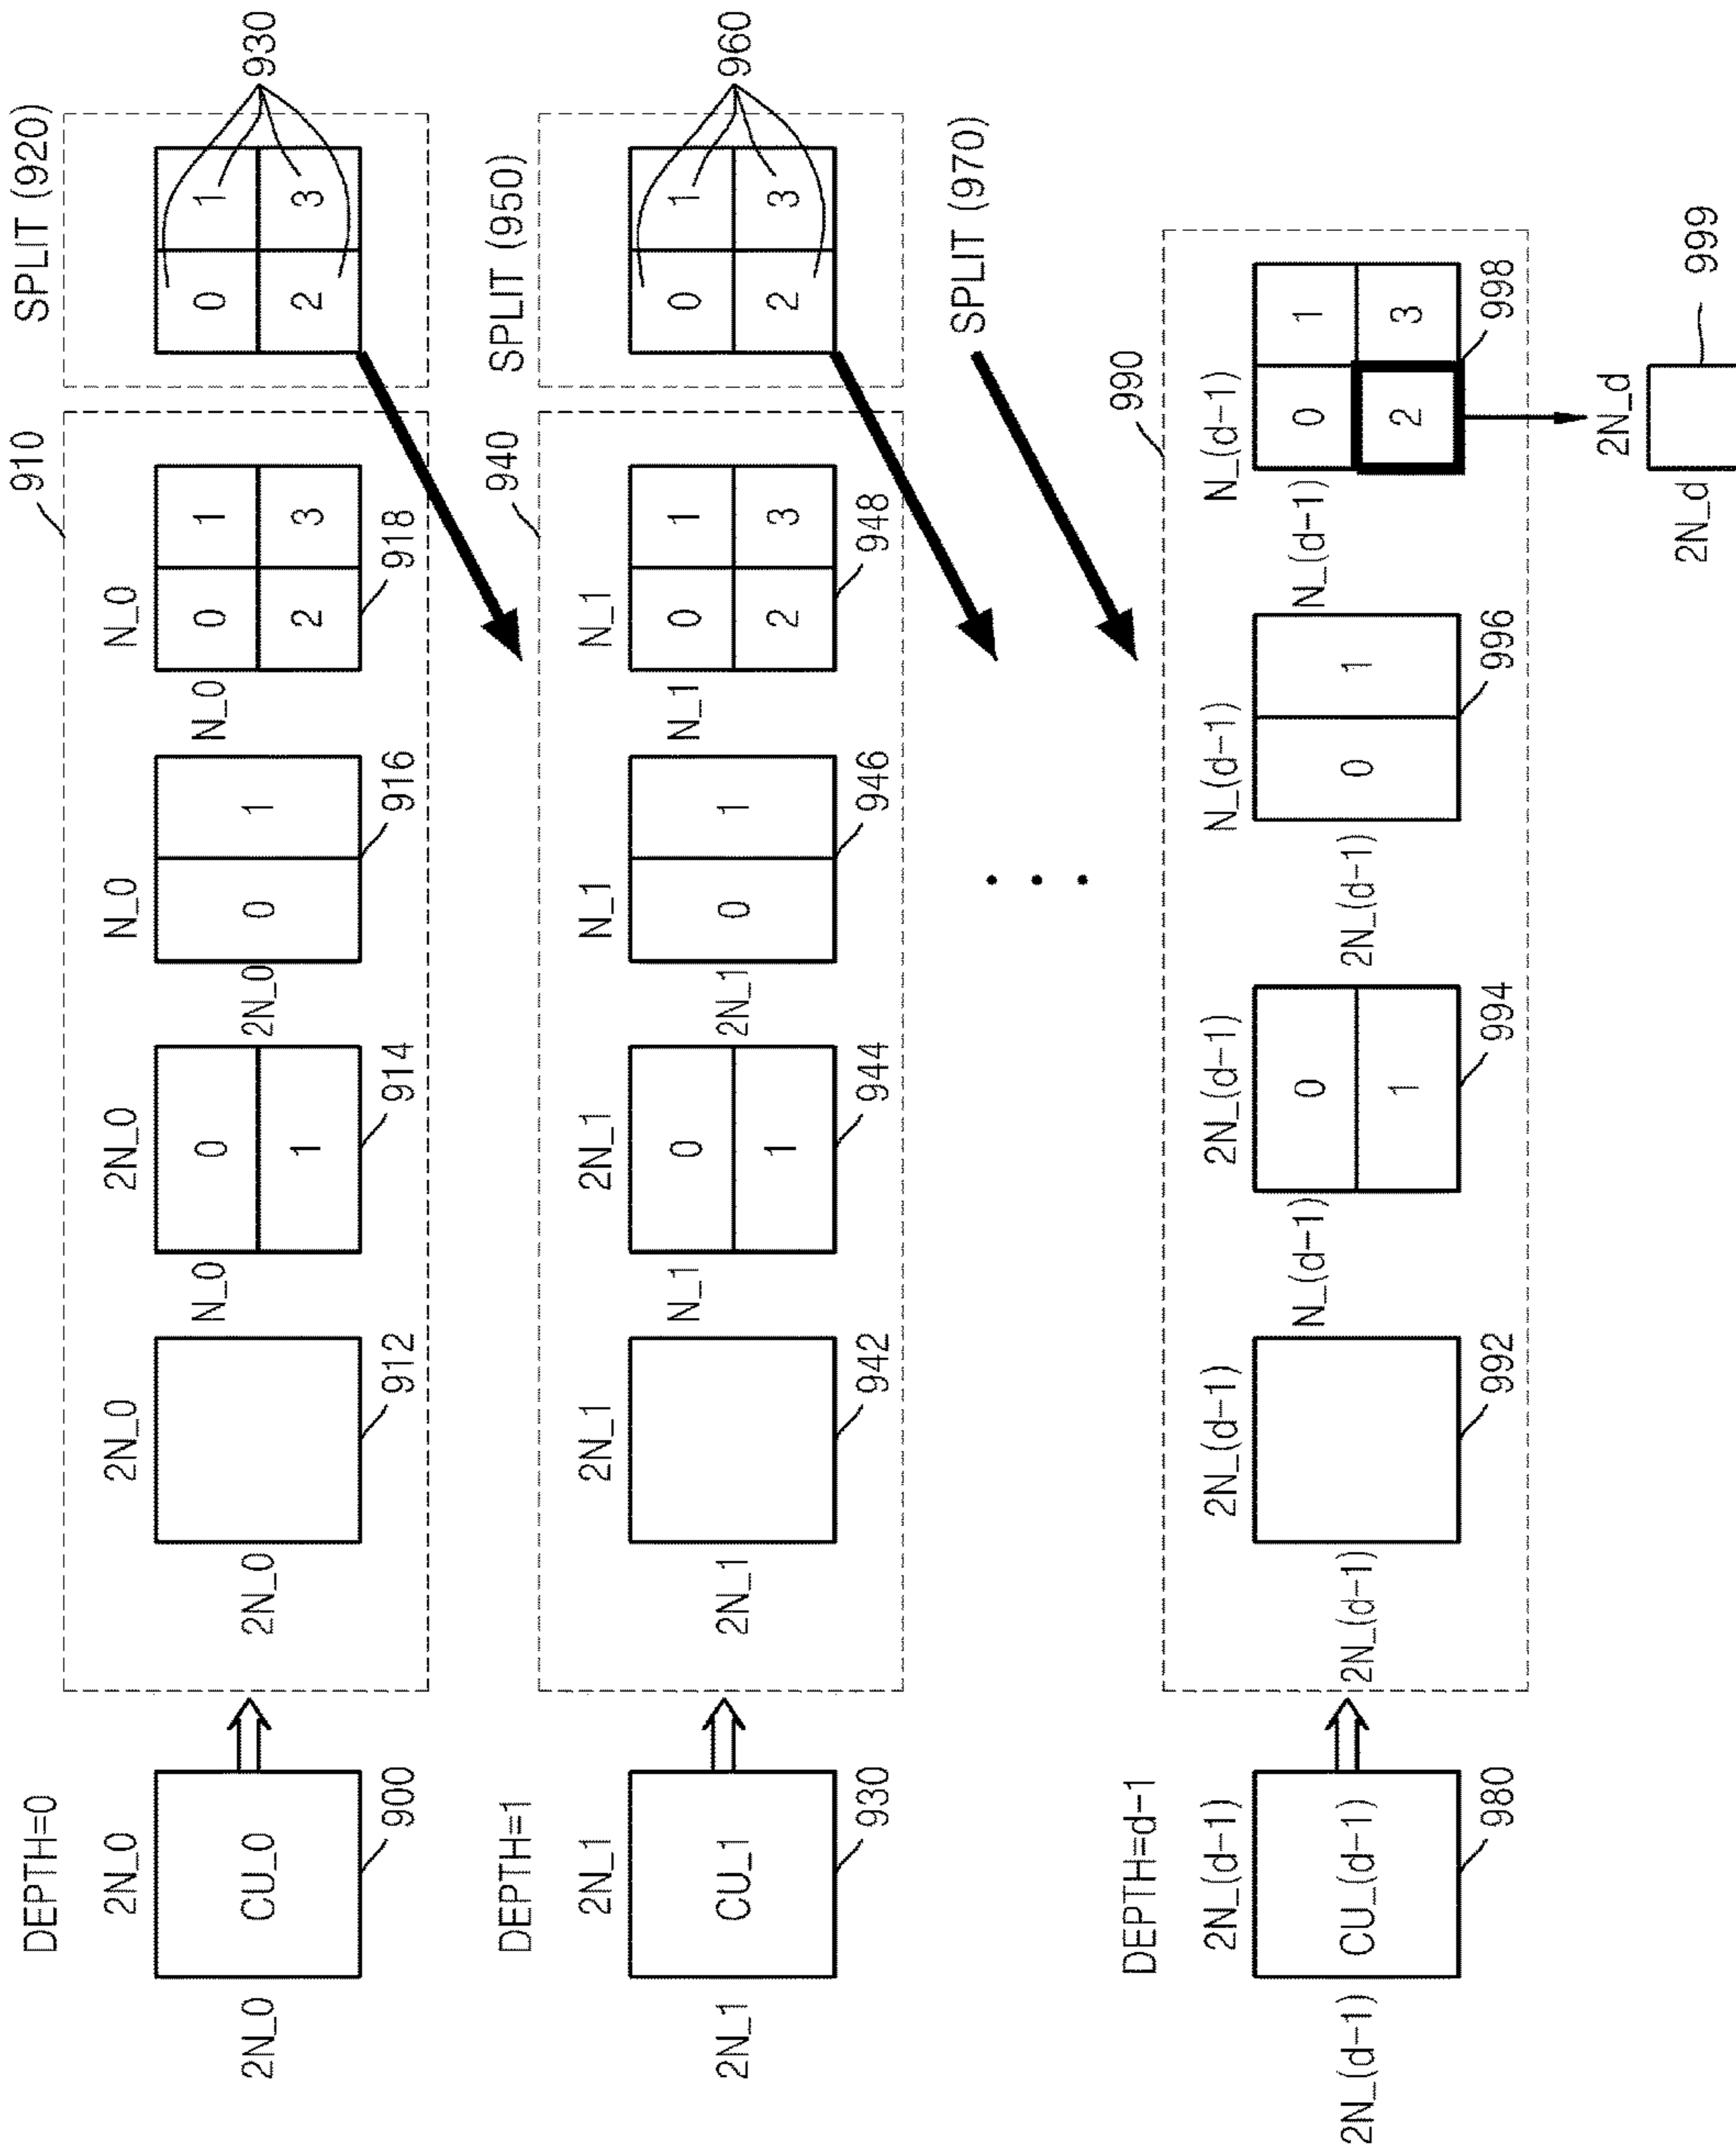 DEPTH=0
910
SPLIT (920)
2N_0
2N_0
2N_0
N_0
N_0
2N_0
CU_0
900
2N_0
912
N_0
0
1
914
2N_0
0
1
916
N_0
0
1
2
3
918
0
1
2
3
930
DEPTH=1
940
SPLIT (950)
2N_1
2N_1
2N_1
N_1
N_1
2N_1
CU_1
930
2N_1
942
N_1
0
1
944
2N_1
0
1
946
N_1
0
1
2
3
948
0
1
2
3
960
SPLIT (970)
DEPTH=d-1
990
2N_(d-1)
2N_(d-1)
2N_(d-1)
N_(d-1)
N_(d-1)
2N_(d-1)
CU_(d-1)
980
2N_(d-1)
992
N_(d-1)
0
1
994
2N_(d-1)
0
1
996
N_(d-1)
0
1
2
3
998
2N_d
2N_d
999